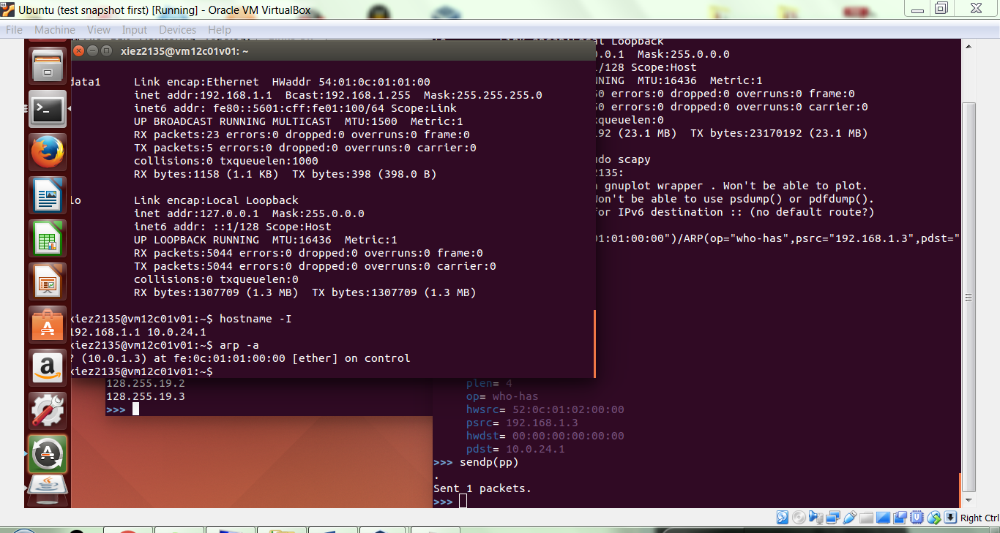 Ubuntu (test snapshot first) [Running] - Oracle VM VirtualBox
File Machine View Input Devices Help
xiez2135@vm12c01v01: ~
data1 Link encap:Ethernet HWaddr 54:01:0c:01:01:00
inet addr:192.168.1.1 Bcast:192.168.1.255 Mask:255.255.255.0
inet6 addr: fe80::5601:cff:fe01:100/64 Scope:Link
UP BROADCAST RUNNING MULTICAST MTU:1500 Metric:1
RX packets:23 errors:0 dropped:0 overruns:0 frame:0
TX packets:5 errors:0 dropped:0 overruns:0 carrier:0
collisions:0 txqueuelen:1000
RX bytes:1158 (1.1 KB) TX bytes:398 (398.0 B)
lo Link encap:Local Loopback
inet addr:127.0.0.1 Mask:255.0.0.0
inet6 addr: ::1/128 Scope:Host
UP LOOPBACK RUNNING MTU:16436 Metric:1
RX packets:5044 errors:0 dropped:0 overruns:0 frame:0
TX packets:5044 errors:0 dropped:0 overruns:0 carrier:0
collisions:0 txqueuelen:0
RX bytes:1307709 (1.3 MB) TX bytes:1307709 (1.3 MB)
xiez2135@vm12c01v01:~$ hostname -I
192.168.1.1 10.0.24.1
xiez2135@vm12c01v01:~$ arp -a
? (10.0.1.3) at fe:0c:01:01:00:00 [ether] on control
xiez2135@vm12c01v01:~$
128.255.19.2
128.255.19.3
>>>
al Loopback
.0.1 Mask:255.0.0.0
1/128 Scope:Host
NNING MTU:16436 Metric:1
50 errors:0 dropped:0 overruns:0 frame:0
50 errors:0 dropped:0 overruns:0 carrier:0
xqueuelen:0
192 (23.1 MB) TX bytes:23170192 (23.1 MB)
udo scapy
2135:
n gnuplot wrapper . Won't be able to plot.
Won't be able to use psdump() or pdfdump().
for IPv6 destination :: (no default route?)
01:01:00:00")/ARP(op="who-has",psrc="192.168.1.3",pdst="
plen= 4
op= who-has
hwsrc= 52:0c:01:02:00:00
psrc= 192.168.1.3
hwdst= 00:00:00:00:00:00
pdst= 10.0.24.1
>>> sendp(pp)
.
Sent 1 packets.
>>>
Right Ctrl